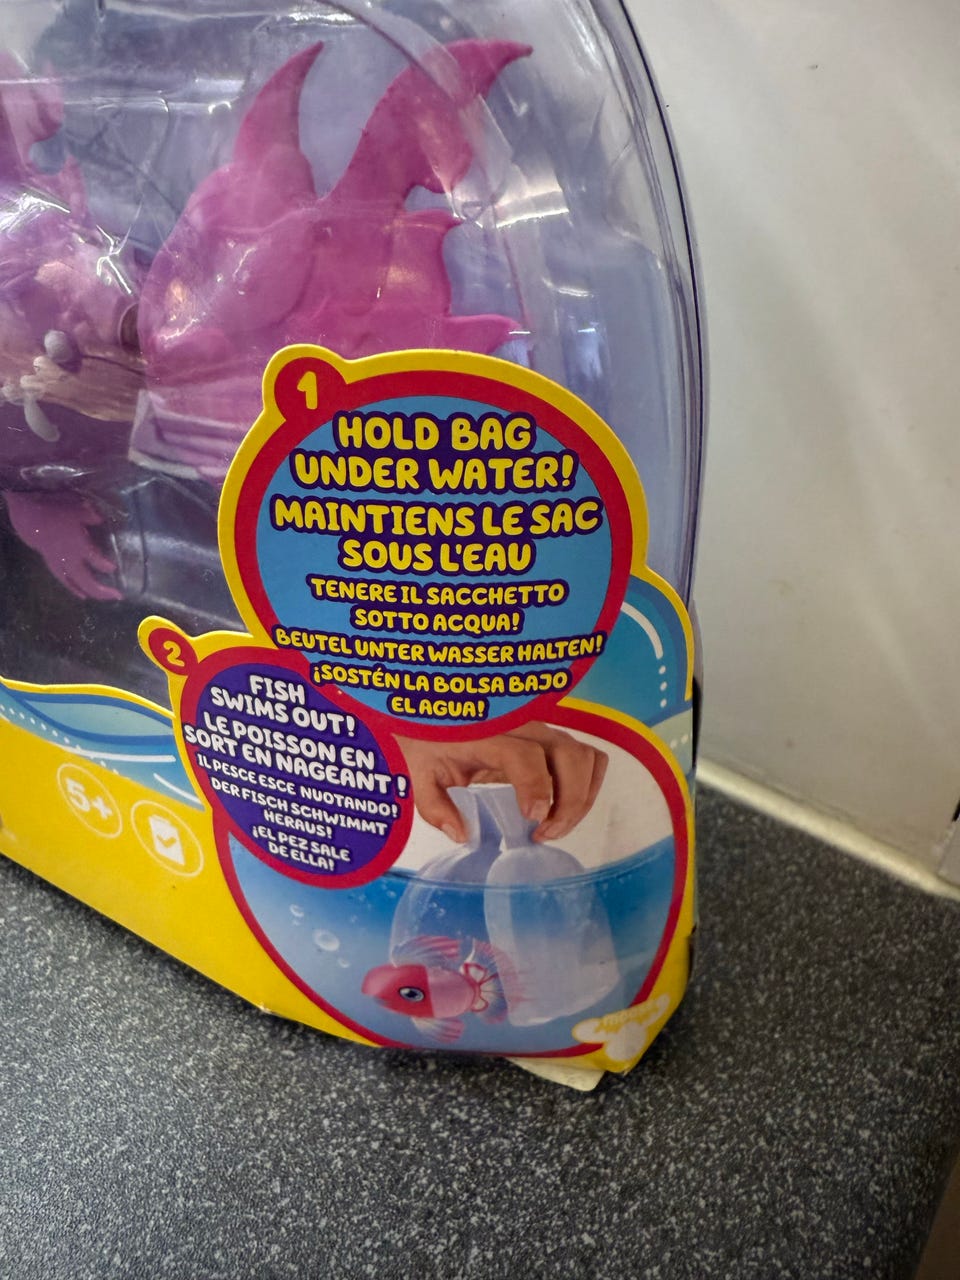 1
HOLD BAG
UNDER WATER!
MAINTIENS LE SAC
SOUS L'EAU
TENERE IL SACCHETTO
SOTTO ACQUA!
BEUTEL UNTER WASSER HALTEN!
¡SOSTÉN LA BOLSA BAJO
EL AGUA!
2
FISH
SWIMS OUT!
LE POISSON EN
SORT EN NAGEANT!
IL PESCE ESCE NUOTANDO!
DER FISCH SCHWIMMT
HERAUS!
¡EL PEZ SALE
DE ELLA!
5+